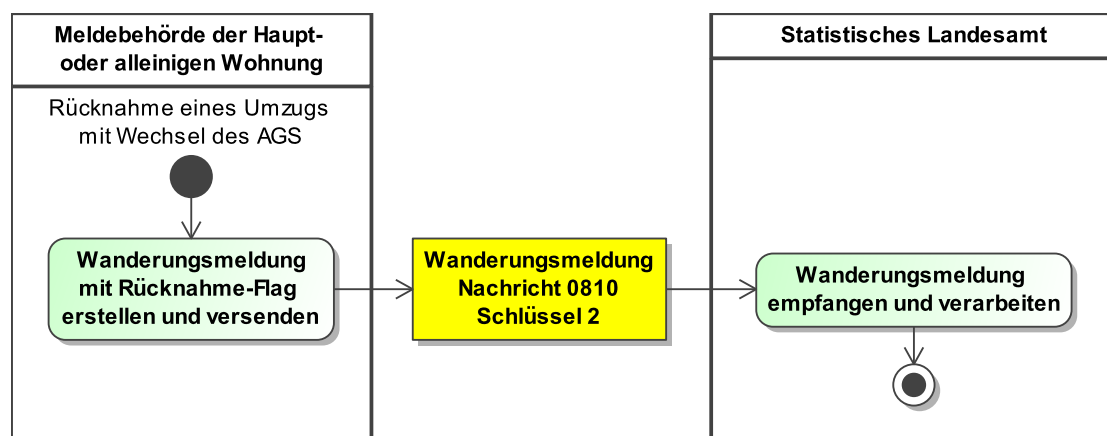 Meldebehörde der Haupt-
oder alleinigen Wohnung
Statistisches Landesamt
Rücknahme eines Umzugs
mit Wechsel des AGS
Wanderungsmeldung
mit Rücknahme-Flag
erstellen und versenden
Wanderungsmeldung
Nachricht 0810
Schlüssel 2
Wanderungsmeldung
empfangen und verarbeiten